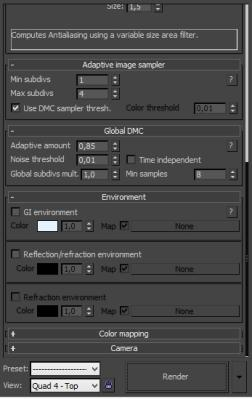 Size: 1,5
Computes Antialiasing using a variable size area filter.
- Adaptive image sampler
Min subdivs 1 ?
Max subdivs 4
Use DMC sampler thresh. Color threshold 0,01
- Global DMC
Adaptive amount 0,85 ?
Noise threshold 0,01 Time independent
Global subdivs mult. 1,0 Min samples 8
- Environment
GI environment ?
Color 1,0 Map None
Reflection/refraction environment
Color 1,0 Map None
Refraction environment
Color 1,0 Map None
+ Color mapping
+ Camera
Preset: --------------------
Render
View: Quad 4 - Top